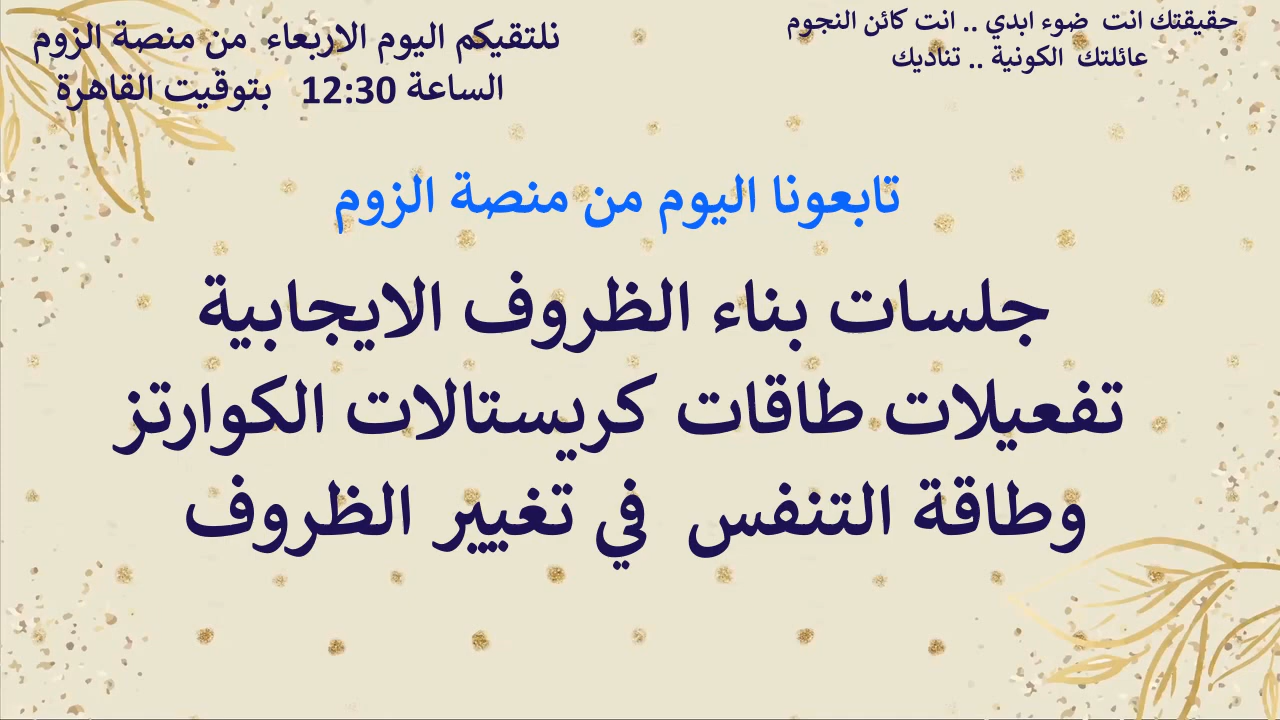 حقيقتك انت ضوء ابدي .. انت كائن النجوم
عائلتك الكونية .. تناديك
نلتقيكم اليوم الاربعاء من منصة الزوم
الساعة 12:30 بتوقيت القاهرة
تابعونا اليوم من منصة الزوم
جلسات بناء الظروف الايجابية
تفعيلات طاقات كريستالات الكوارتز
وطاقة التنفس في تغيير الظروف